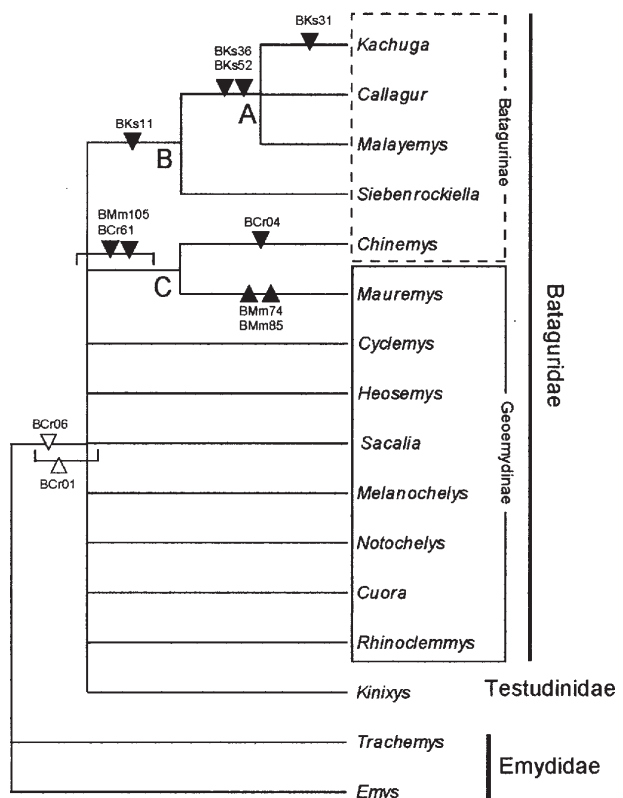 BKs31
BKs36
BKs52
Kachuga
A
Callagur
BKs11
Malayemys
B
Siebenrockiella
Batagurinae
BMm105
BCr61
BCr04
Chinemys
C
Mauremys
BMm74
BMm85
Bataguridae
Cyclemys
Heosemys
Geoemydinae
BCr06
Sacalia
BCr01
Melanochelys
Notochelys
Cuora
Rhinoclemmys
Kinixys
Testudinidae
Trachemys
Emydidae
Emys